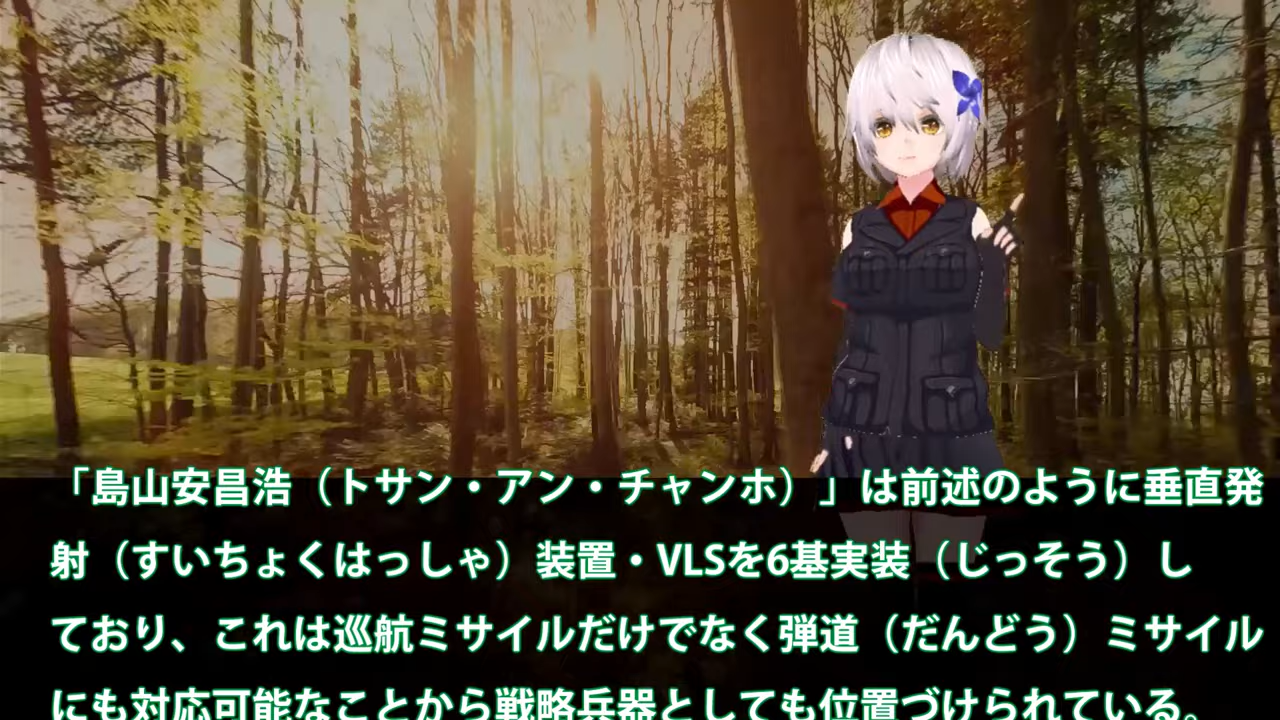 「島山安昌浩（トサン・アン・チャンホ）」は前述のように垂直発
射（すいちょくはっしゃ）装置・VLSを6基実装（じっそう）し
ており、これは巡航ミサイルだけでなく弾道（だんどう）ミサイル
にも対応可能なことから戦略兵器としても位置づけられている。